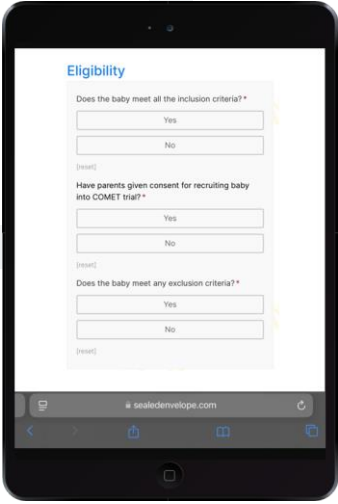 Eligibility
Does the baby meet all the inclusion criteria?*
Yes
No
[reset]
Have parents given consent for recruiting baby
into COMET trial?*
Yes
No
[reset]
Does the baby meet any exclusion criteria?*
Yes
No
[reset]
sealedenvelope.com